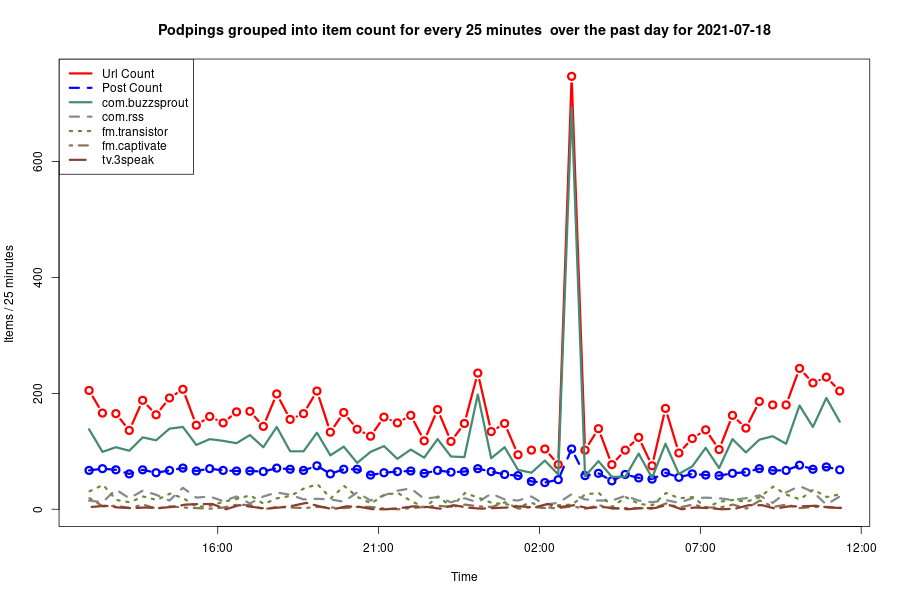 Podpings grouped into item count for every 25 minutes  over the past day for 2021-07-18
Url Count
Post Count
com.buzzsprout
com.rss
fm.transistor
fm.captivate
tv.3speak
Items / 25 minutes
600
400
200
0
16:00 21:00 02:00 07:00 12:00
Time